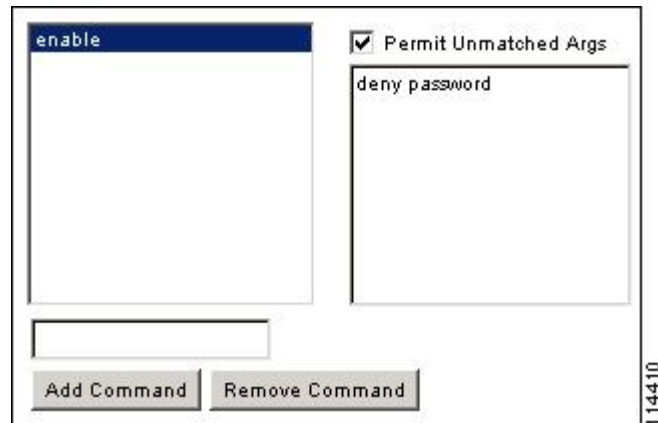 enable
Permit Unmatched Args
deny password
Add Command
Remove Command
114410